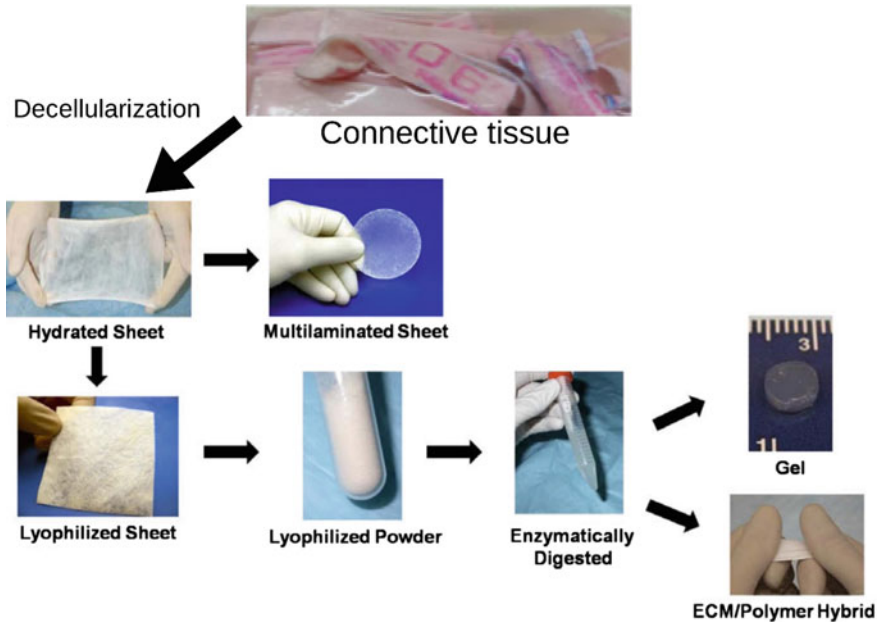 Decellularization
Connective tissue
Hydrated Sheet
Multilaminated Sheet
3
1
Gel
Lyophilized Sheet
Lyophilized Powder
Enzymatically
Digested
ECM/Polymer Hybrid